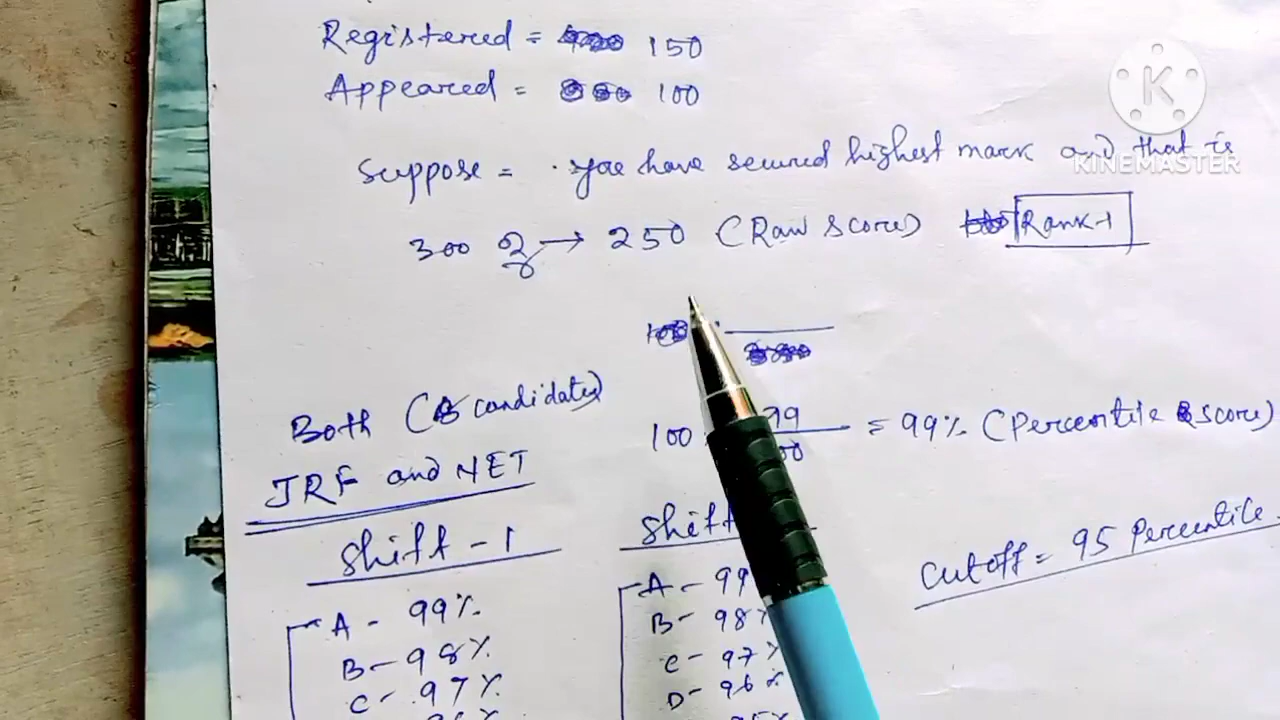 Registered = 150
Appeared = 100
Suppose = you have secured highest mark and that is
300 → 250 (Raw score) Rank-1
Both (candidates)
100 99 = 99% (Percentile score)
JRF and NET
Shift-1
Shift
Cutoff = 95 Percentile.
A - 99%
B - 98%
C - 97%
A - 99
B - 98%
C - 97%
D - 96%
95%
K
KINEMASTER